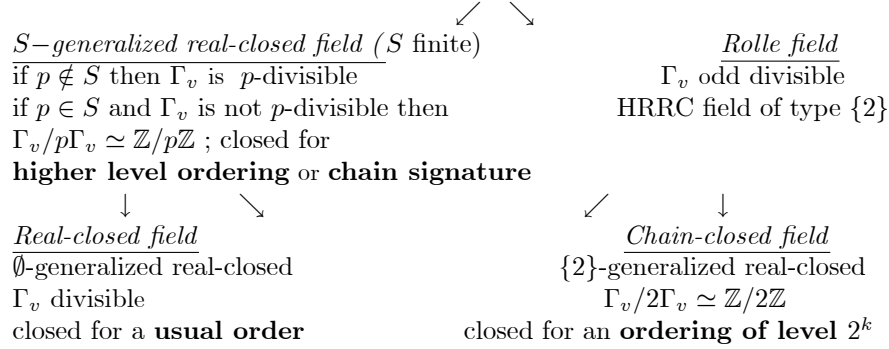 ↙ ↘
S−generalized real-closed field (S finite)
if p ∉ S then Γ_v is p-divisible
if p ∈ S and Γ_v is not p-divisible then
Γ_v/pΓ_v ≃ ℤ/pℤ ; closed for
higher level ordering or chain signature
Rolle field
Γ_v odd divisible
HRRC field of type {2}
↓ ↘ ↙ ↓
Real-closed field
∅-generalized real-closed
Γ_v divisible
closed for a usual order
Chain-closed field
{2}-generalized real-closed
Γ_v/2Γ_v ≃ ℤ/2ℤ
closed for an ordering of level 2^k